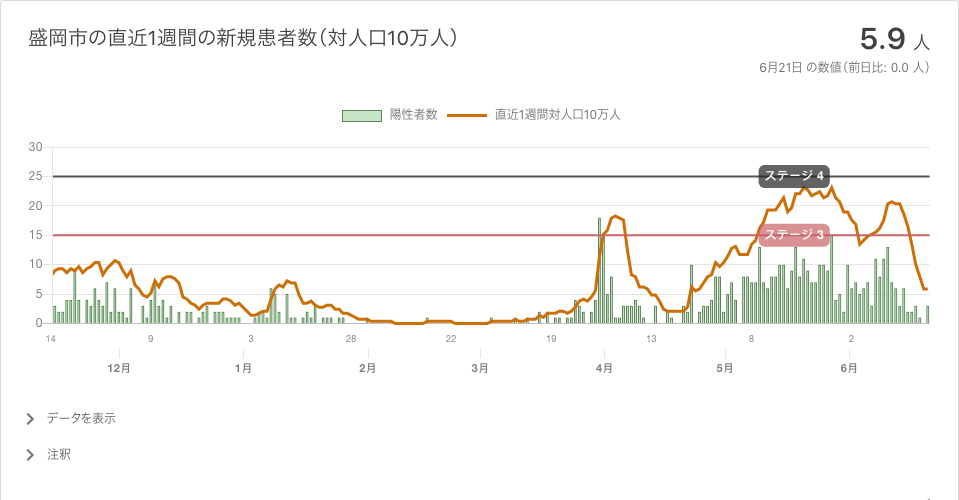 盛岡市の直近1週間の新規患者数（対人口10万人）
5.9 人
6月21日 の数値（前日比: 0.0 人）
陽性者数 直近1週間対人口10万人
30
25
20
15
10
5
0
ステージ 4
ステージ 3
14 9 3 28 22 19 13 8 2
12月 1月 2月 3月 4月 5月 6月
データを表示
注釈